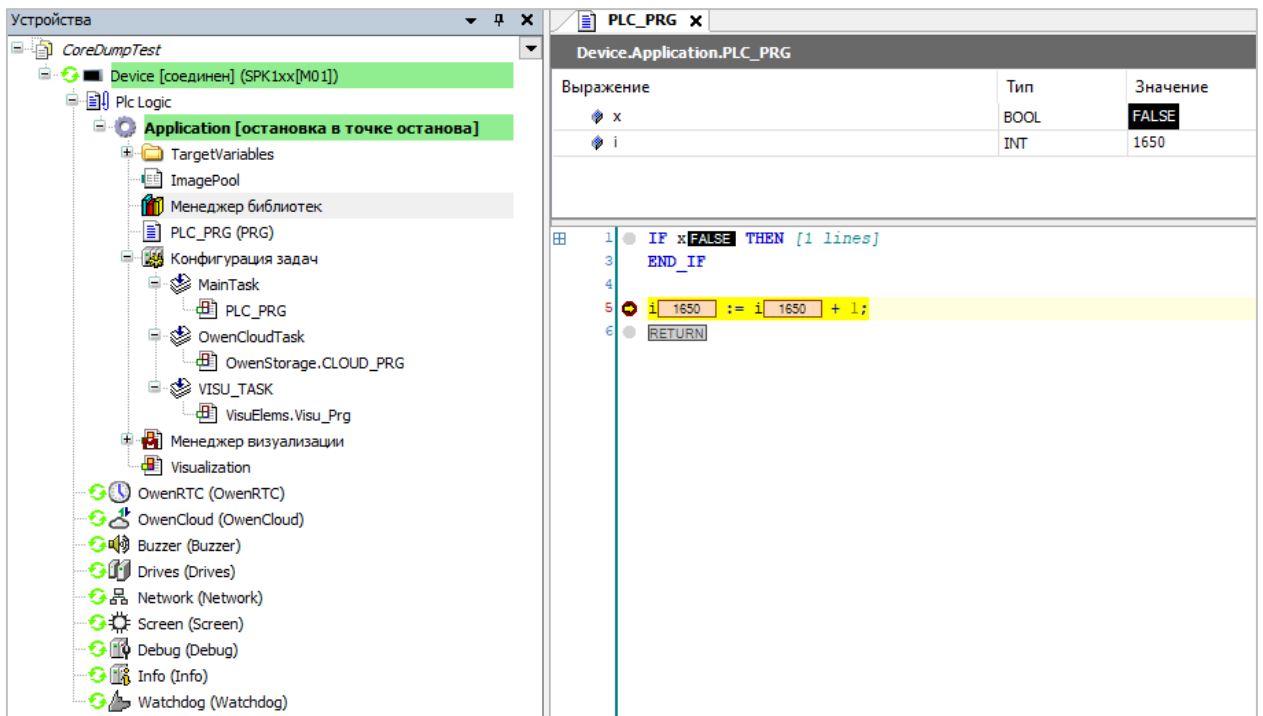 Устройства
CoreDumpTest
Device [соединен] (SPK1xx[M01])
Plc Logic
Application [остановка в точке останова]
TargetVariables
ImagePool
Менеджер библиотек
PLC_PRG (PRG)
Конфигурация задач
MainTask
PLC_PRG
OwenCloudTask
OwenStorage.CLOUD_PRG
VISU_TASK
VisuElems.Visu_Prg
Менеджер визуализации
Visualization
OwenRTC (OwenRTC)
OwenCloud (OwenCloud)
Buzzer (Buzzer)
Drives (Drives)
Network (Network)
Screen (Screen)
Debug (Debug)
Info (Info)
Watchdog (Watchdog)
PLC_PRG X
Device.Application.PLC_PRG
Выражение Тип Значение
x BOOL FALSE
i INT 1650
1 IF x FALSE THEN [1 lines]
3 END_IF
4
5 i 1650 := i 1650 + 1;
6 RETURN